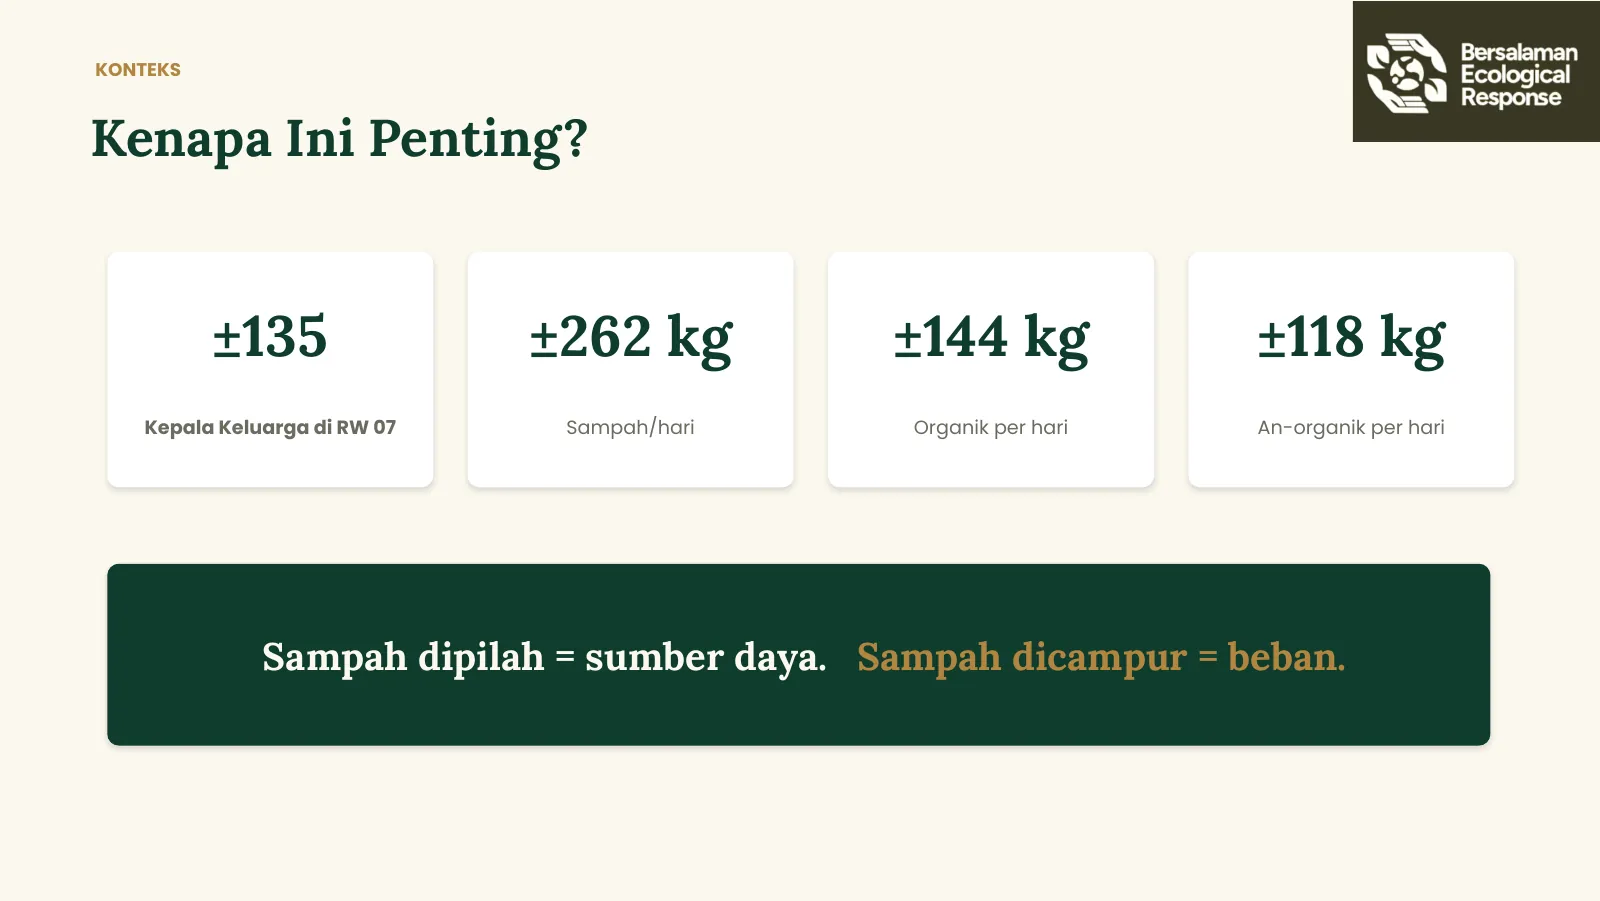 KONTEKS
Kenapa Ini Penting?
Bersalaman
Ecological
Response
±135
Kepala Keluarga di RW 07
±262 kg
Sampah/hari
±144 kg
Organik per hari
±118 kg
An-organik per hari
Sampah dipilah = sumber daya. Sampah dicampur = beban.